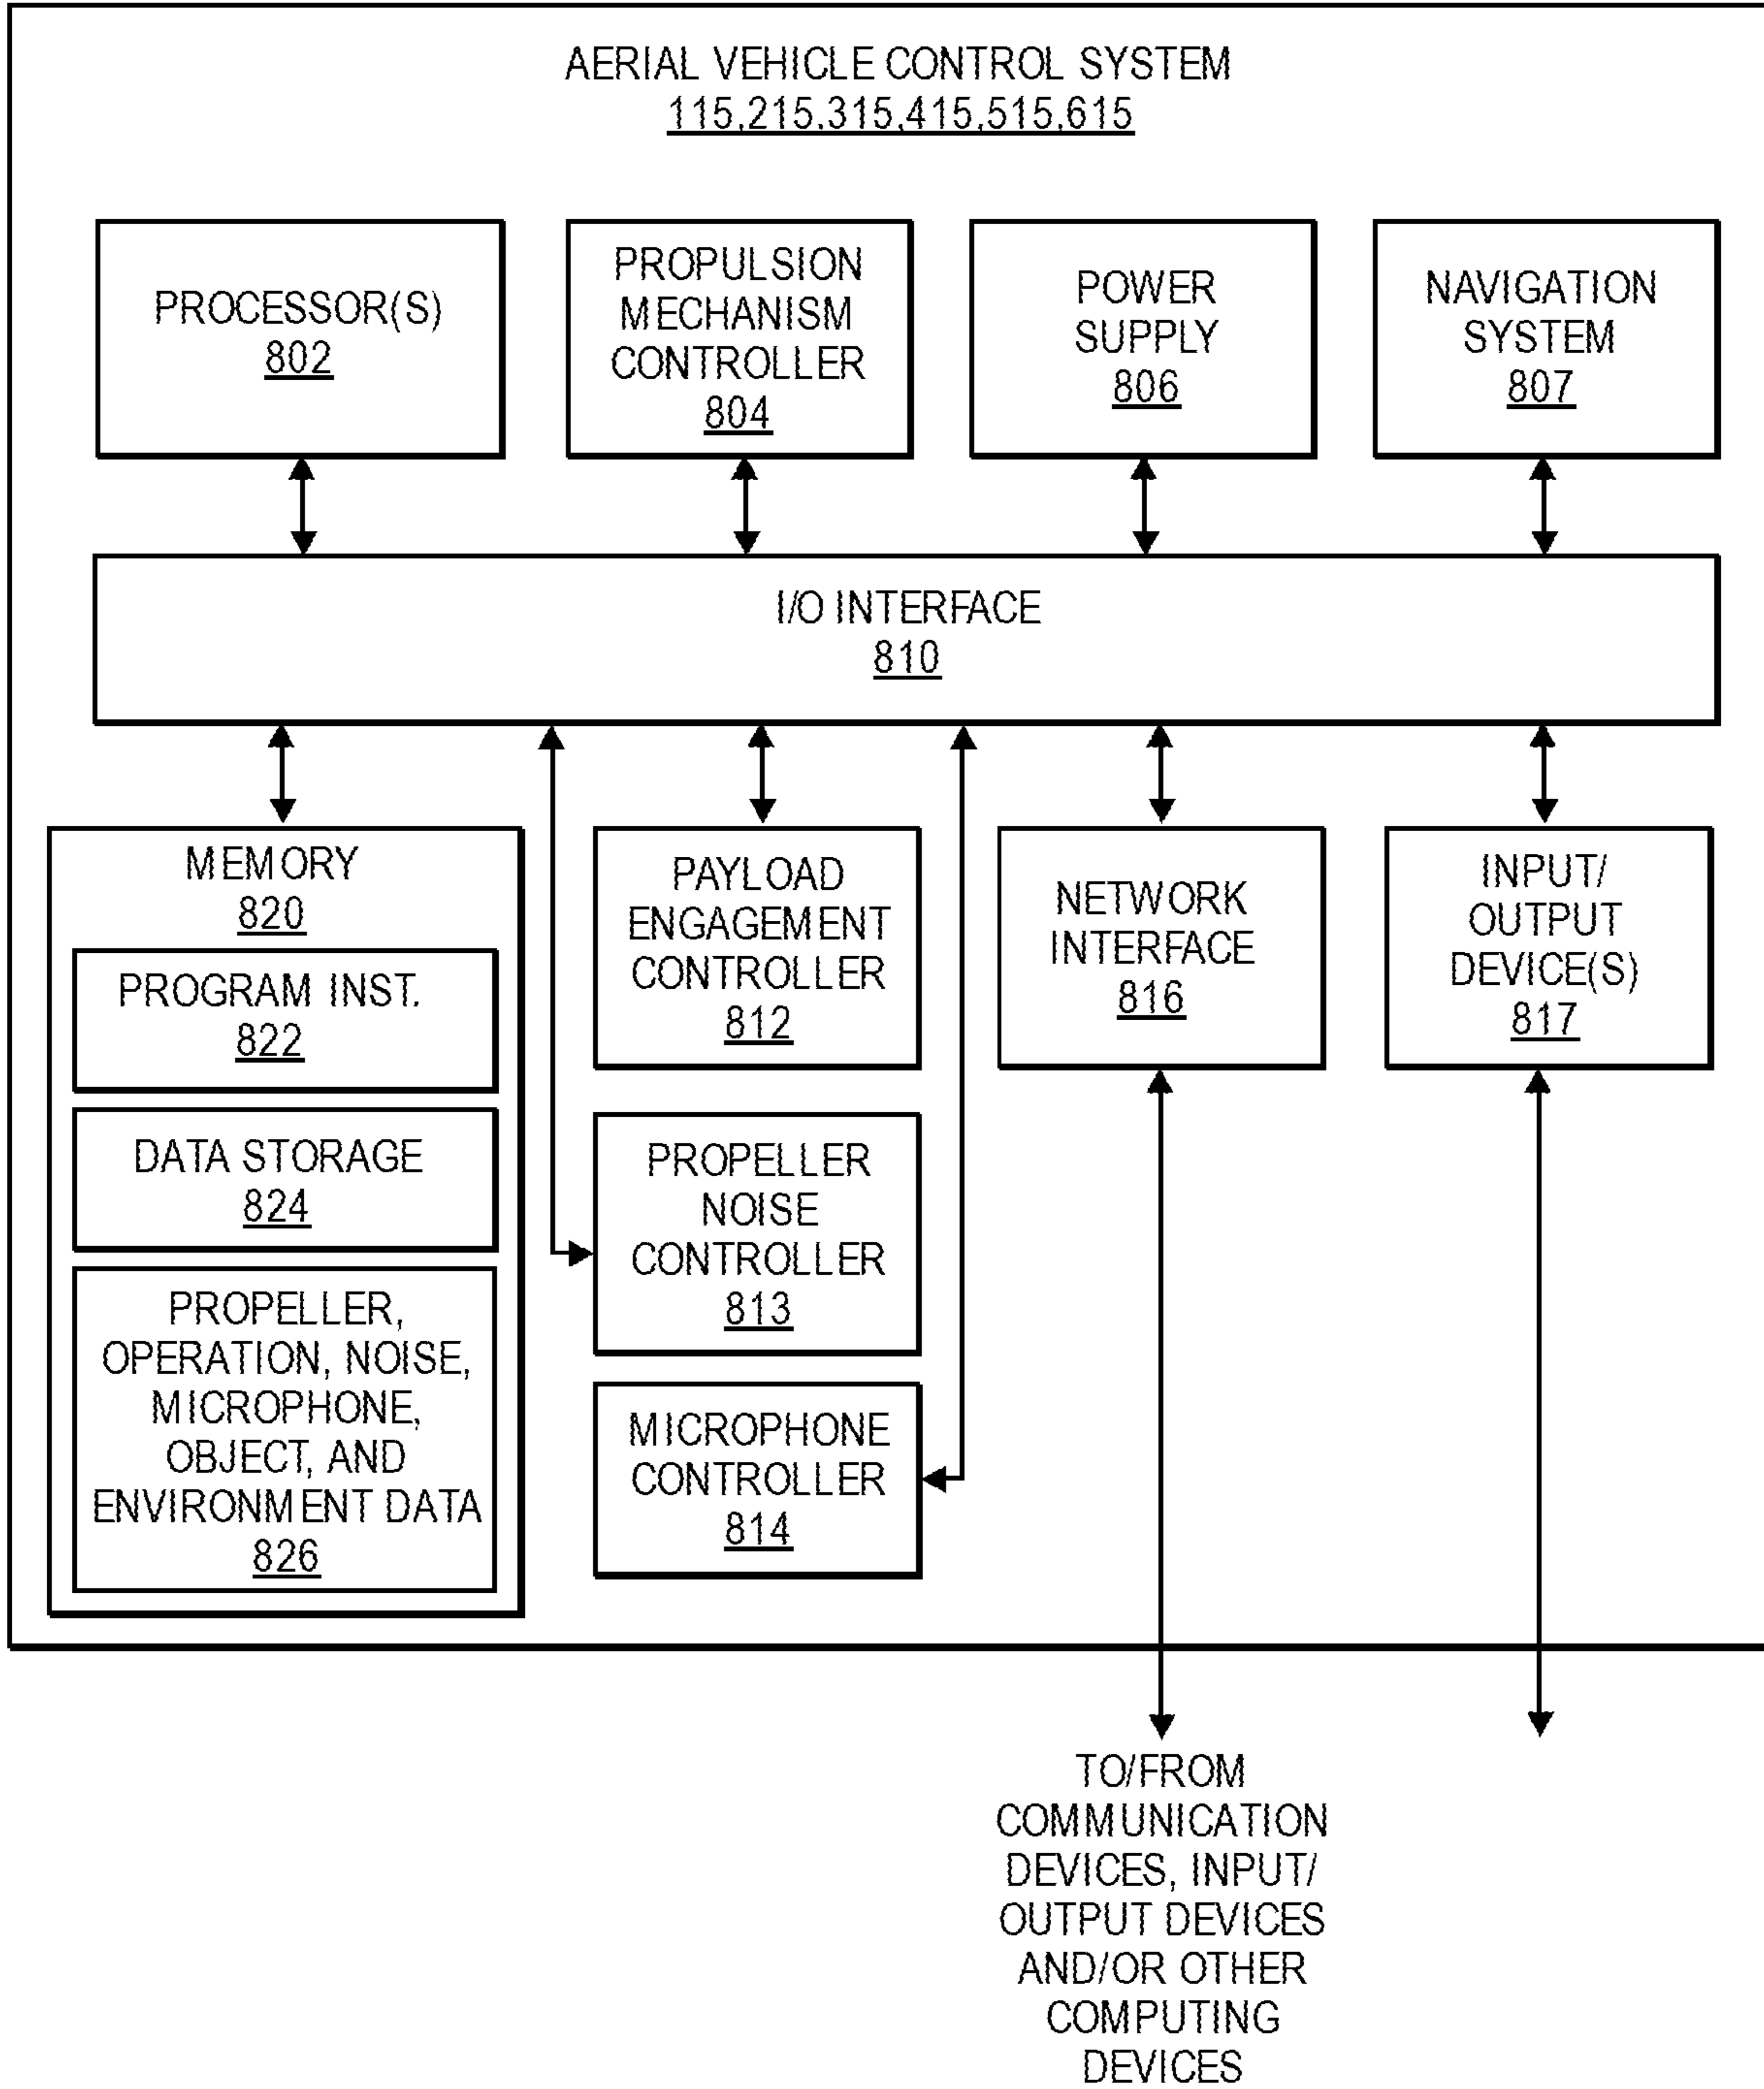 AERIAL VEHICLE CONTROL SYSTEM
115,215,315,415,515,615
PROCESSOR(S)
802
PROPULSION
MECHANISM
CONTROLLER
804
POWER
SUPPLY
806
NAVIGATION
SYSTEM
807
I/O INTERFACE
810
MEMORY
820
PROGRAM INST.
822
DATA STORAGE
824
PROPELLER,
OPERATION, NOISE,
MICROPHONE,
OBJECT, AND
ENVIRONMENT DATA
826
PAYLOAD
ENGAGEMENT
CONTROLLER
812
PROPELLER
NOISE
CONTROLLER
813
MICROPHONE
CONTROLLER
814
NETWORK
INTERFACE
816
INPUT/
OUTPUT
DEVICE(S)
817
TO/FROM
COMMUNICATION
DEVICES, INPUT/
OUTPUT DEVICES
AND/OR OTHER
COMPUTING
DEVICES